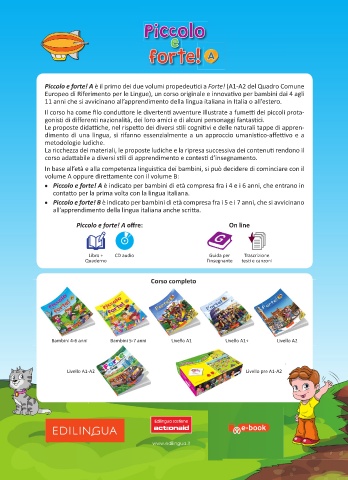 Piccolo
e
forte! A
Piccolo e forte! A è il primo dei due volumi propedeutici a Forte! (A1-A2 del Quadro Comune
Europeo di Riferimento per le Lingue), un corso originale e innovativo per bambini dai 4 agli
11 anni che si avvicinano all'apprendimento della lingua italiana in Italia o all'estero.
Il corso ha come filo conduttore le divertenti avventure illustrate a fumetti dei piccoli prota-
gonisti di differenti nazionalità, dei loro amici e di alcuni personaggi fantastici.
Le proposte didattiche, nel rispetto dei diversi stili cognitivi e delle naturali tappe di appren-
dimento di una lingua, si rifanno essenzialmente a un approccio umanistico-affettivo e a
metodologie ludiche.
La ricchezza dei materiali, le proposte ludiche e la ripresa successiva dei contenuti rendono il
corso adattabile a diversi stili di apprendimento e contesti d'insegnamento.
In base all'età e alla competenza linguistica dei bambini, si può decidere di cominciare con il
volume A oppure direttamente con il volume B:
• Piccolo e forte! A è indicato per bambini di età compresa fra i 4 e i 6 anni, che entrano in
contatto per la prima volta con la lingua italiana.
• Piccolo e forte! B è indicato per bambini di età compresa fra i 5 e i 7 anni, che si avvicinano
all'apprendimento della lingua italiana anche scritta.
Piccolo e forte! A offre: On line
Libro + CD audio Guida per Trascrizione
Quaderno l'insegnante testi e canzoni
Corso completo
Bambini 4-6 anni Bambini 5-7 anni Livello A1 Livello A1+ Livello A2
Livello A1-A2 Livello pre A1-A2
EDILINGUA
Edilingua sostiene
actionaid
e-book
www.edilingua.it